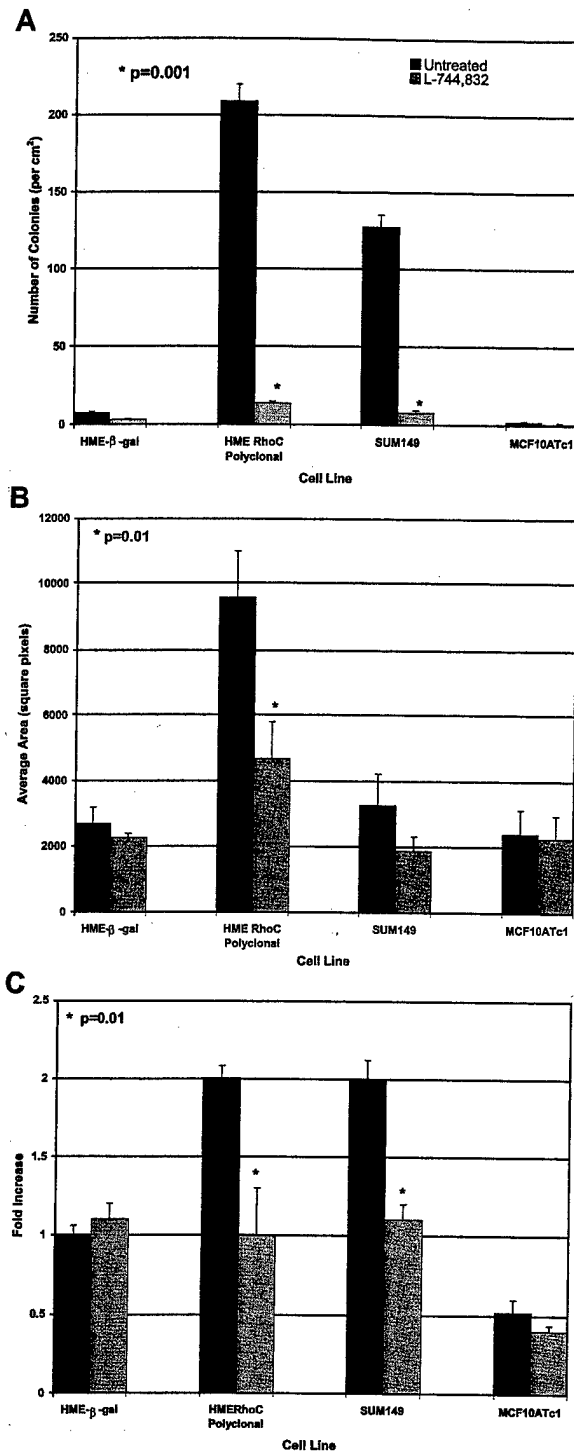 A
250
200
150
100
50
0
Number of Colonies (per cm²)
* p=0.001
Untreated
L-744,832
*
*
HME-β -gal
HME RhoC
Polyclonal
SUM149
MCF10ATc1
Cell Line
B
12000
10000
8000
6000
4000
2000
0
Average Area (square pixels)
* p=0.01
*
HME-β -gal
HME RhoC
Polyclonal
SUM149
MCF10ATc1
Cell Line
C
2.5
2
1.5
1
0.5
0
Fold Increase
* p=0.01
*
*
HME-β-gal
HMERhoC
Polyclonal
SUM149
MCF10ATc1
Cell Line